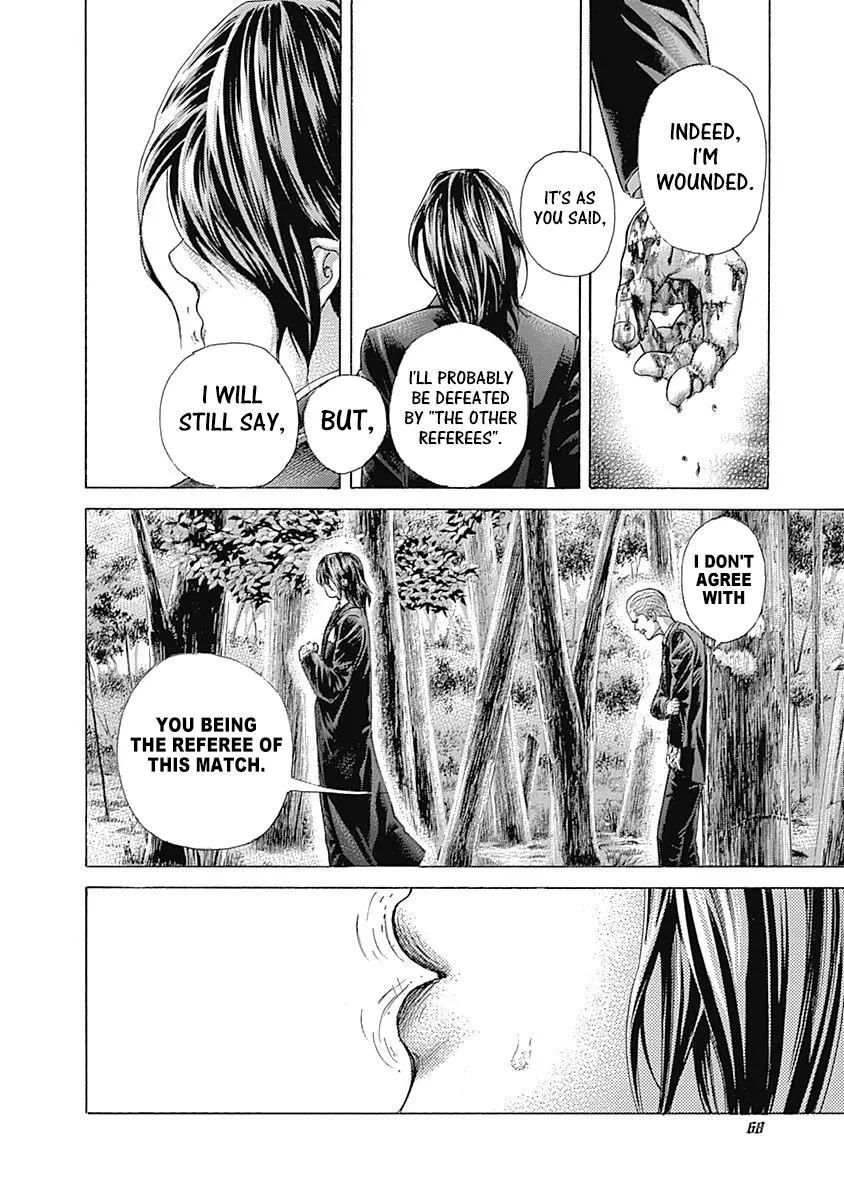 INDEED,
I'M
WOUNDED.
IT'S AS
YOU SAID,
I'LL PROBABLY
BE DEFEATED
BY "THE OTHER
REFEREES".
BUT,
I WILL
STILL SAY,
I DON'T
AGREE
WITH
YOU BEING
THE REFEREE OF
THIS MATCH.
68